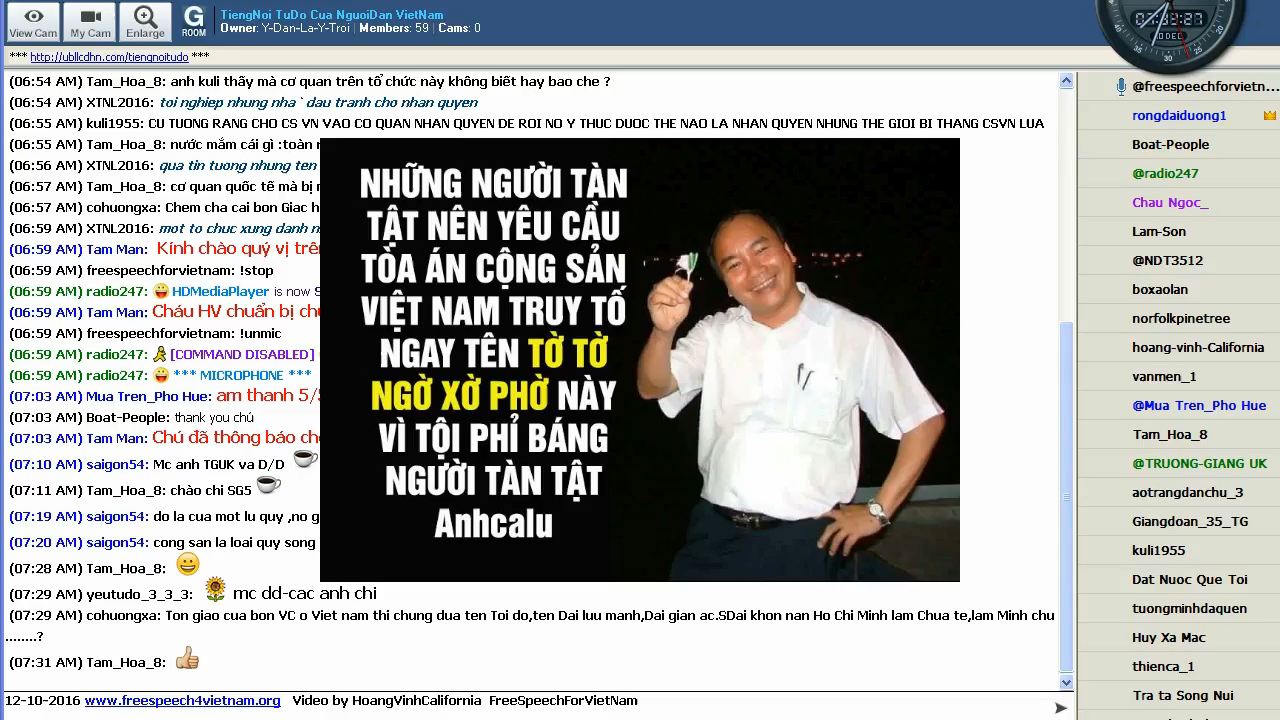 View Cam
My Cam
Enlarge
G
ROOM
TiengNoi TuDo Cua NguoiDan VietNam
Owner: Y-Dan-La-Y-Troi | Members: 59 | Cams: 0
*** http://ubllcdhn.com/tiengnoitudo ***
(06:54 AM) Tam_Hoa_8: anh kuli thấy mà cơ quan trên tổ chức này không biết hay bao che ?
(06:54 AM) XTNL2016: toi nghiep nhung nha ` dau tranh cho nhan quyen
(06:55 AM) kuli1955: CU TUONG RANG CHO CS VN VAO CO QUAN NHAN QUYEN DE ROI NO Y THUC DUOC THE NAO LA NHAN QUYEN NHUNG THE GIOI BI THANG CSVN LUA
(06:55 AM) Tam_Hoa_8: nước mắm cái gì :toàn
(06:56 AM) XTNL2016: qua tin tuong nhung ten
(06:57 AM) Tam_Hoa_8: cơ quan quốc tế mà bị
(06:57 AM) cohuongxa: Chem cha cai bon Giac
(06:59 AM) XTNL2016: mot to chuc xung danh
(06:59 AM) Tam Man: Kính chào quý vị
(06:59 AM) freespeechforvietnam: !stop
(06:59 AM) radio247: HDMediaPlayer is now
(06:59 AM) Tam Man: Cháu HV chuẩn bị
(06:59 AM) freespeechforvietnam: !unmic
(06:59 AM) radio247: [COMMAND DISABLED]
(06:59 AM) radio247: *** MICROPHONE ***
(07:03 AM) Mua Tren_Pho Hue: am thanh
(07:03 AM) Boat-People: thank you chú
(07:03 AM) Tam Man: Chú đã thông báo
(07:10 AM) saigon54: Mc anh TGUK va D/D
(07:11 AM) Tam_Hoa_8: chào chi SG5
(07:19 AM) saigon54: do la cua mot lu quy ,no
(07:20 AM) saigon54: cong san la loai quy song
(07:28 AM) Tam_Hoa_8:
(07:29 AM) yeutudo_3_3_3: mc dd-cac anh chi
(07:29 AM) cohuongxa: Ton giao cua bon VC o Viet nam thi chung dua ten Toi do,ten Dai luu manh,Dai gian ac.SDai khon nan Ho Chi Minh lam Chua te,lam Minh chu
........?
(07:31 AM) Tam_Hoa_8:
NHỮNG NGƯỜI TÀN
TẬT NÊN YÊU CẦU
TÒA ÁN CỘNG SẢN
VIỆT NAM TRUY TỐ
NGAY TÊN TỜ TỜ
NGỜ XỜ PHỜ NÀY
VÌ TỘI PHỈ BÁNG
NGƯỜI TÀN TẬT
Anhcalu
@freespeechforvietn...
rongdaiduong1
Boat-People
@radio247
Chau Ngoc_
Lam-Son
@NDT3512
boxaolan
norfolkpinetree
hoang-vinh-California
vanmen_1
@Mua Tren_Pho Hue
Tam_Hoa_8
@TRUONG-GIANG UK
aotrangdanchu_3
Giangdoan_35_TG
kuli1955
Dat Nuoc Que Toi
tuongminhdaquen
Huy Xa Mac
thienca_1
Tra ta Song Nui
12-10-2016 www.freespeech4vietnam.org Video by HoangVinhCalifornia FreeSpeechForVietNam